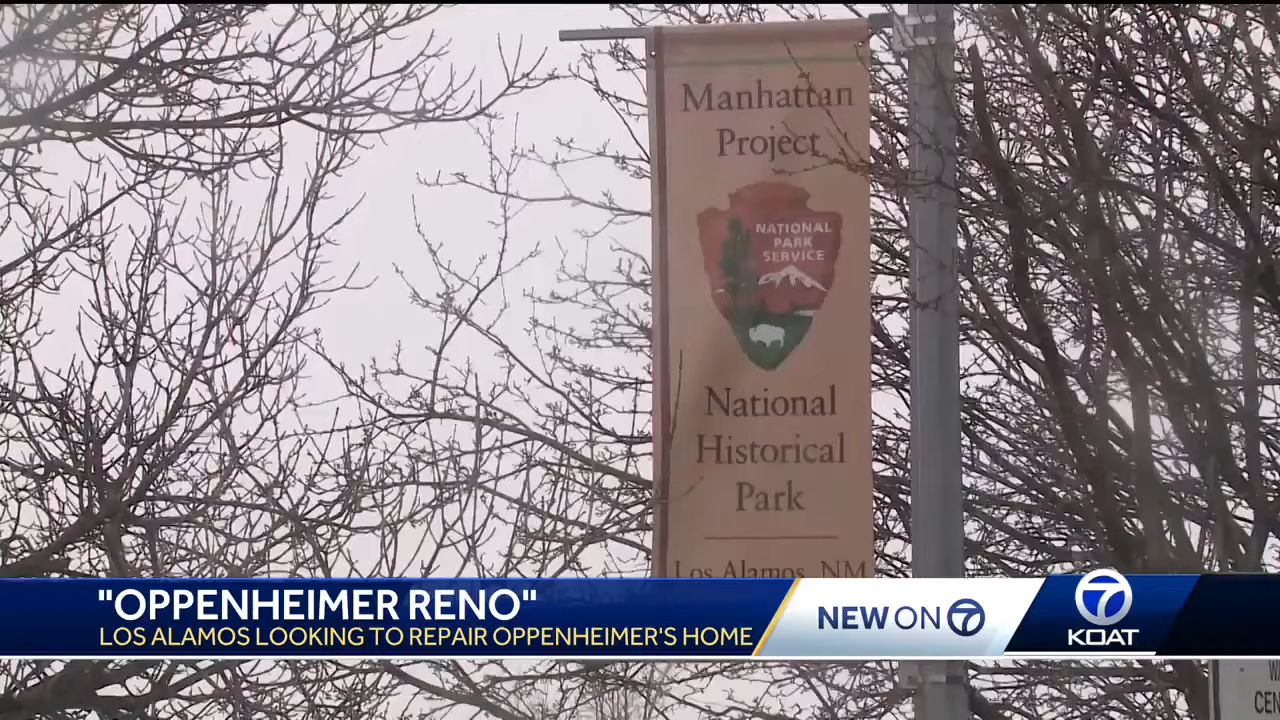 Manhattan
Project
NATIONAL
PARK
SERVICE
National
Historical
Park
Los Alamos, NM
"OPPENHEIMER RENO"
LOS ALAMOS LOOKING TO REPAIR OPPENHEIMER'S HOME
NEW ON 7
7
KOAT